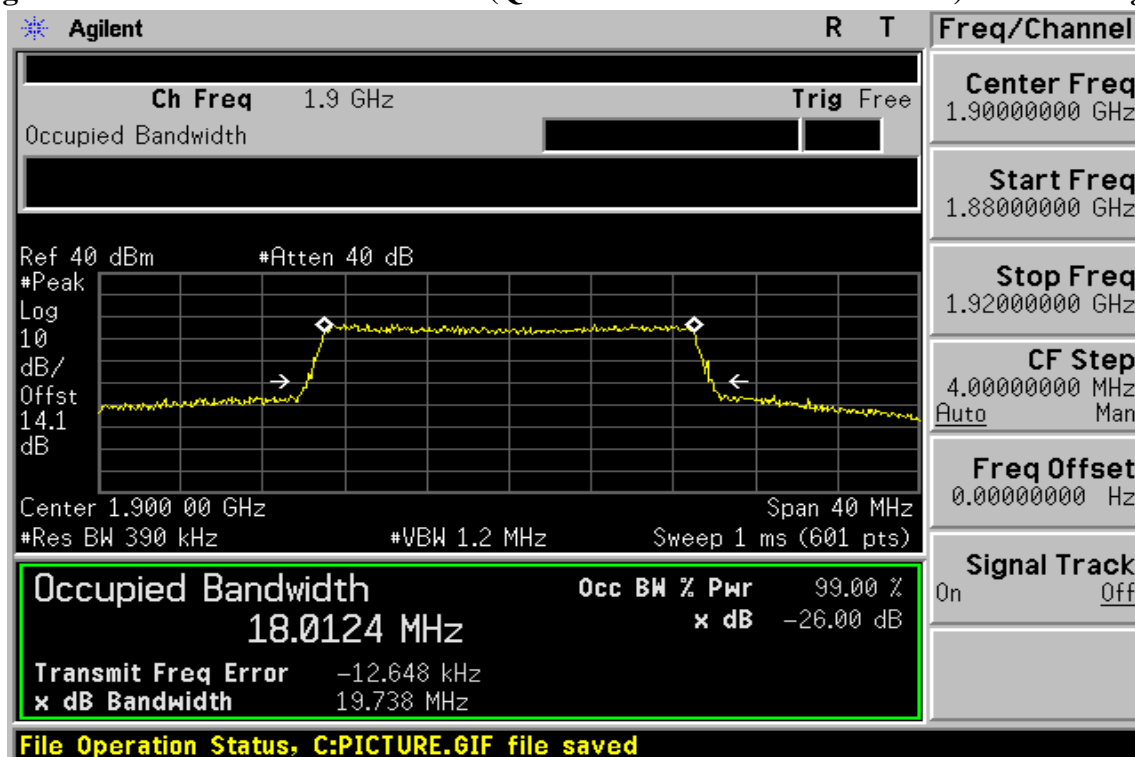 Agilent R T
Freq/Channel
Ch Freq 1.9 GHz Trig Free
Occupied Bandwidth
Center Freq
1.90000000 GHz
Start Freq
1.88000000 GHz
Stop Freq
1.92000000 GHz
CF Step
4.00000000 MHz
Auto Man
Freq Offset
0.00000000 Hz
Signal Track
On Off
Ref 40 dBm #Atten 40 dB
#Peak
Log
10
dB/
Offst
14.1
dB
Center 1.900 00 GHz Span 40 MHz
#Res BW 390 kHz #VBW 1.2 MHz Sweep 1 ms (601 pts)
Occupied Bandwidth Occ BW % Pwr 99.00 %
18.0124 MHz x dB -26.00 dB
Transmit Freq Error -12.648 kHz
x dB Bandwidth 19.738 MHz
File Operation Status, C:PICTURE.GIF file saved